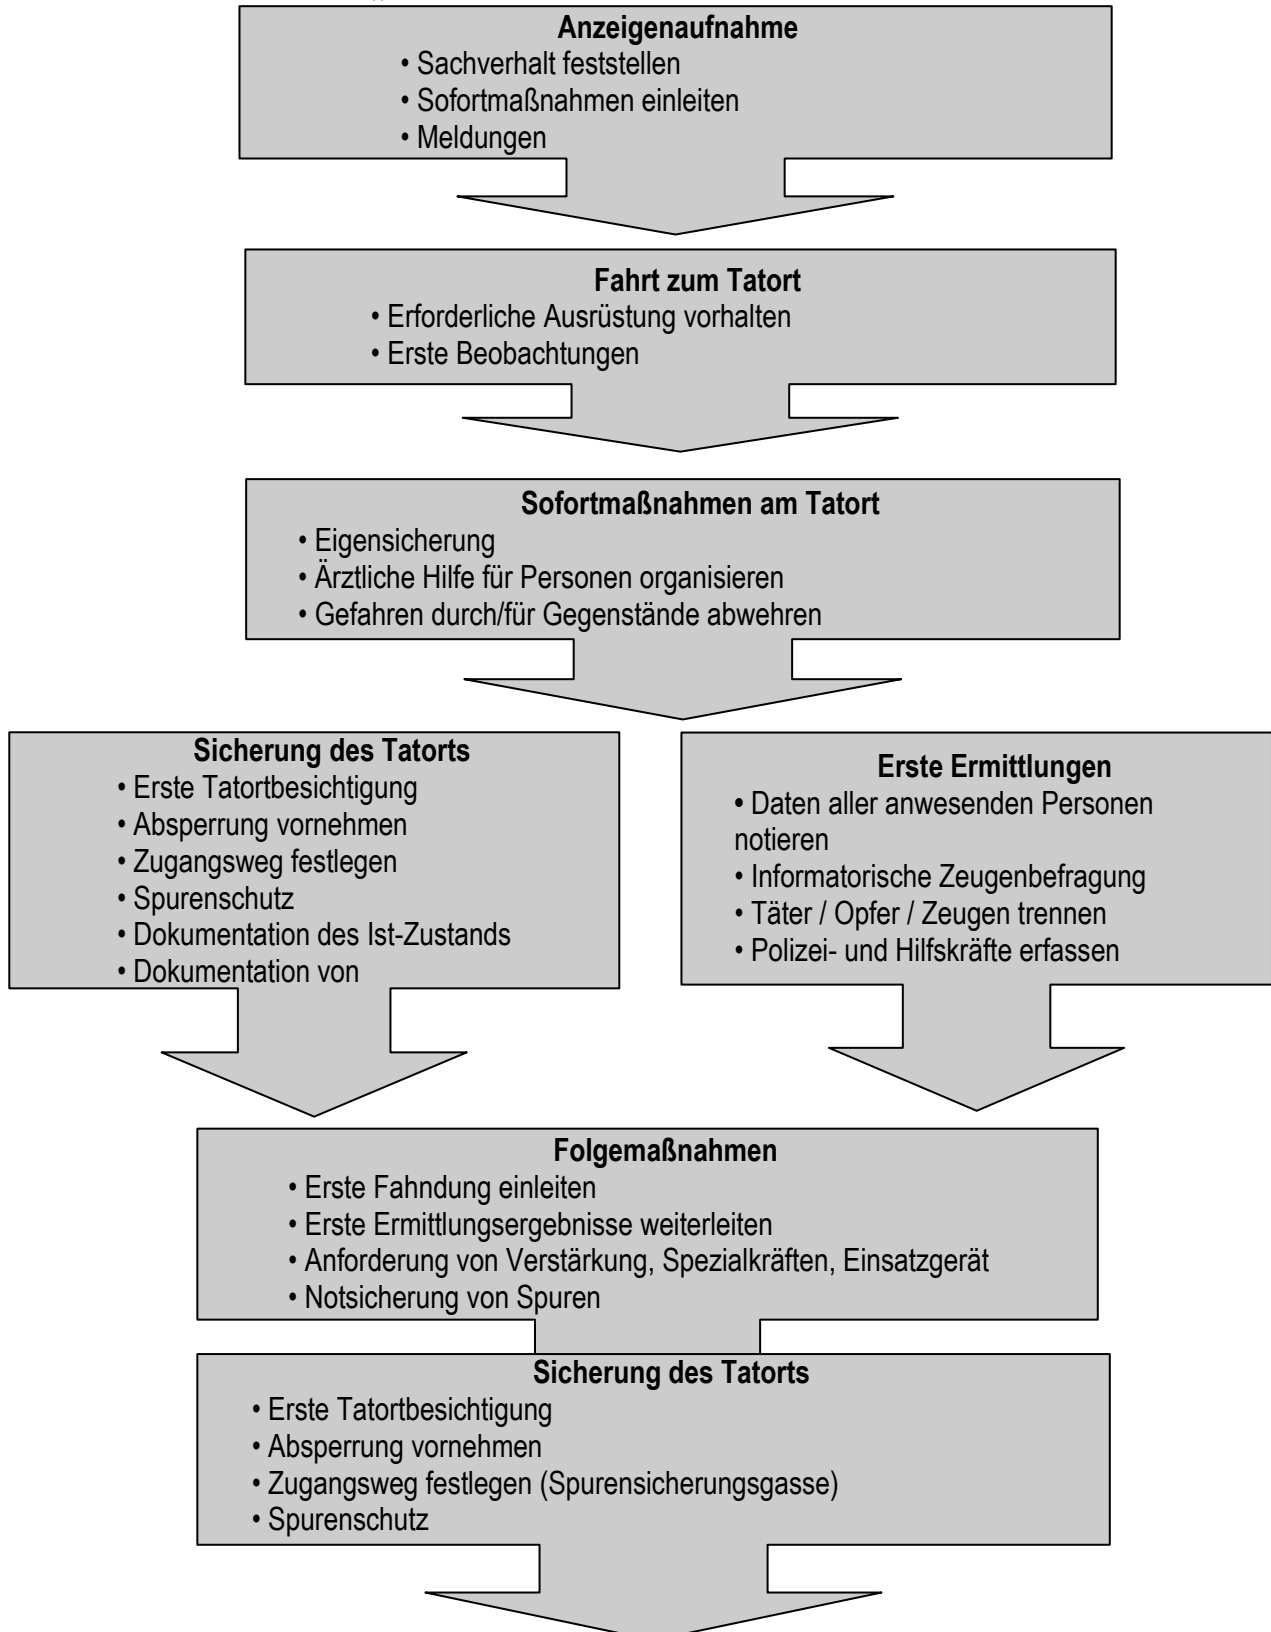 Anzeigenaufnahme
• Sachverhalt feststellen
• Sofortmaßnahmen einleiten
• Meldungen
Fahrt zum Tatort
• Erforderliche Ausrüstung vorhalten
• Erste Beobachtungen
Sofortmaßnahmen am Tatort
• Eigensicherung
• Ärztliche Hilfe für Personen organisieren
• Gefahren durch/für Gegenstände abwehren
Sicherung des Tatorts
• Erste Tatortbesichtigung
• Absperrung vornehmen
• Zugangsweg festlegen
• Spurenschutz
• Dokumentation des Ist-Zustands
• Dokumentation von
Erste Ermittlungen
• Daten aller anwesenden Personen
notieren
• Informatorische Zeugenbefragung
• Täter / Opfer / Zeugen trennen
• Polizei- und Hilfskräfte erfassen
Folgemaßnahmen
• Erste Fahndung einleiten
• Erste Ermittlungsergebnisse weiterleiten
• Anforderung von Verstärkung, Spezialkräften, Einsatzgerät
• Notsicherung von Spuren
Sicherung des Tatorts
• Erste Tatortbesichtigung
• Absperrung vornehmen
• Zugangsweg festlegen (Spurensicherungsgasse)
• Spurenschutz